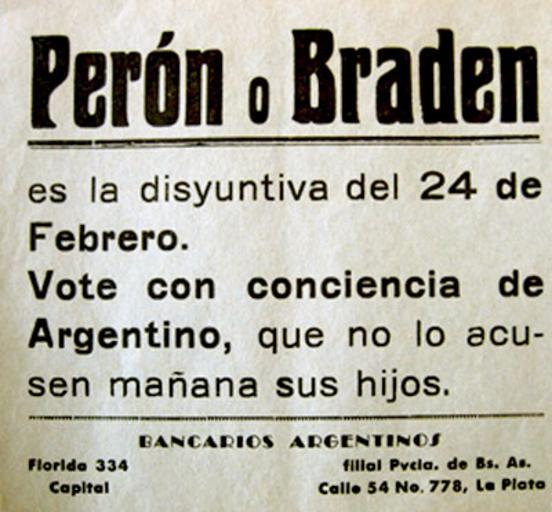 Perón o Braden
es la disyuntiva del 24 de
Febrero.
Vote con conciencia de
Argentino, que no lo acu-
sen mañana sus hijos.
BANCARIOS ARGENTINOS
Florida 334
Capital
filial Pvcia. de Bs. As.
Calle 54 No. 778, La Plata